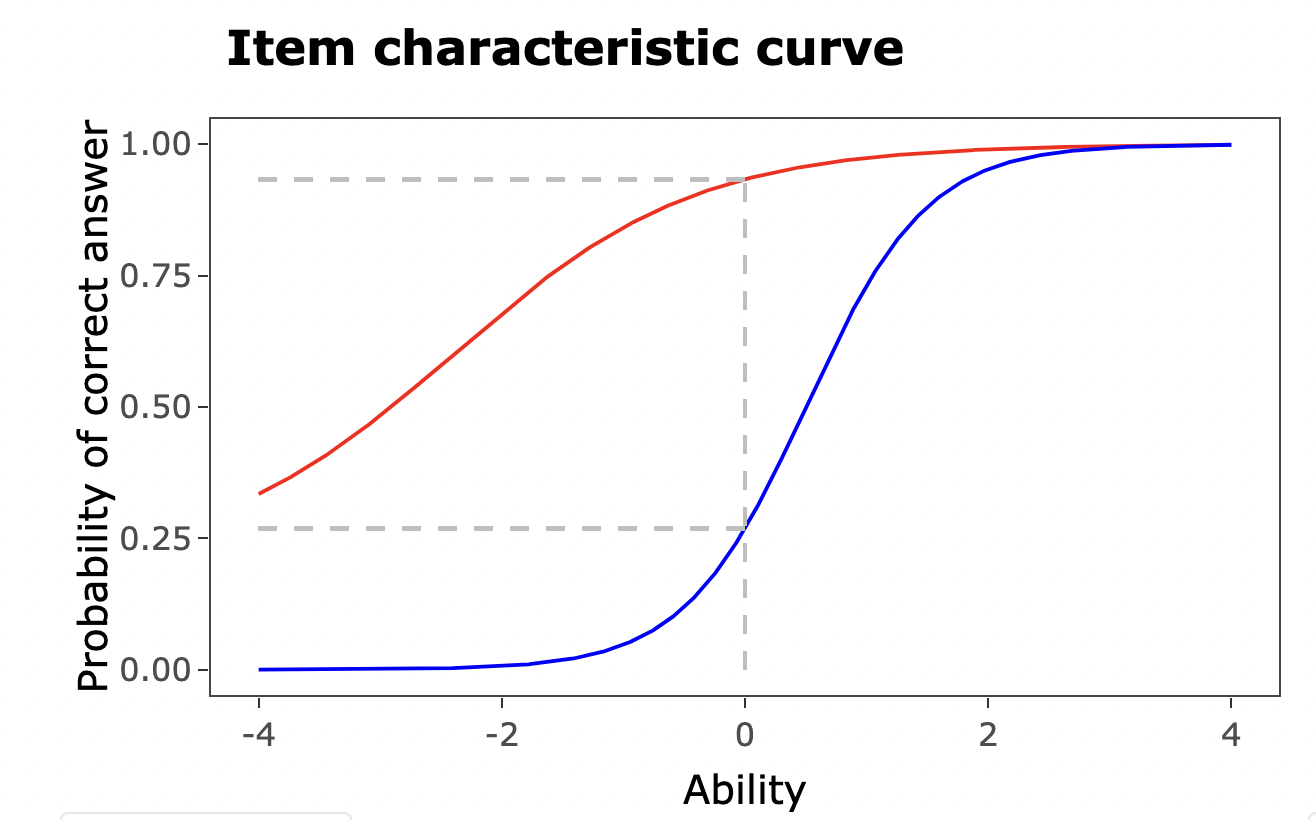 Item characteristic curve
Probability of correct answer
1.00
0.75
0.50
0.25
0.00
-4 -2 0 2 4
Ability